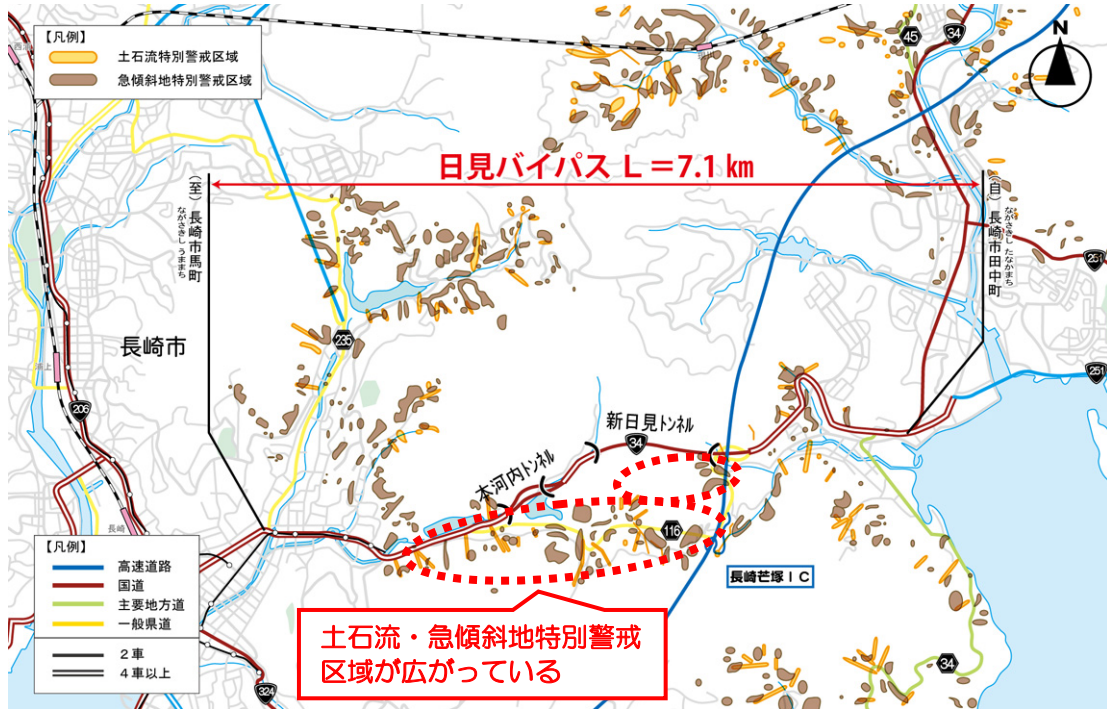 【凡例】
土石流特別警戒区域
急傾斜地特別警戒区域
45
34
N
日見バイパス L=7.1 km
(至)長崎市馬町
ながさきし うままち
(自)長崎市田中町
ながさきし たなかまち
251
長崎市
235
251
206
浦上
新日見トンネル
34
本河内トンネル
116
長崎
長崎芒塚IC
【凡例】
高速道路
国道
主要地方道
一般県道
2車
4車以上
土石流・急傾斜地特別警戒
区域が広がっている
34
324